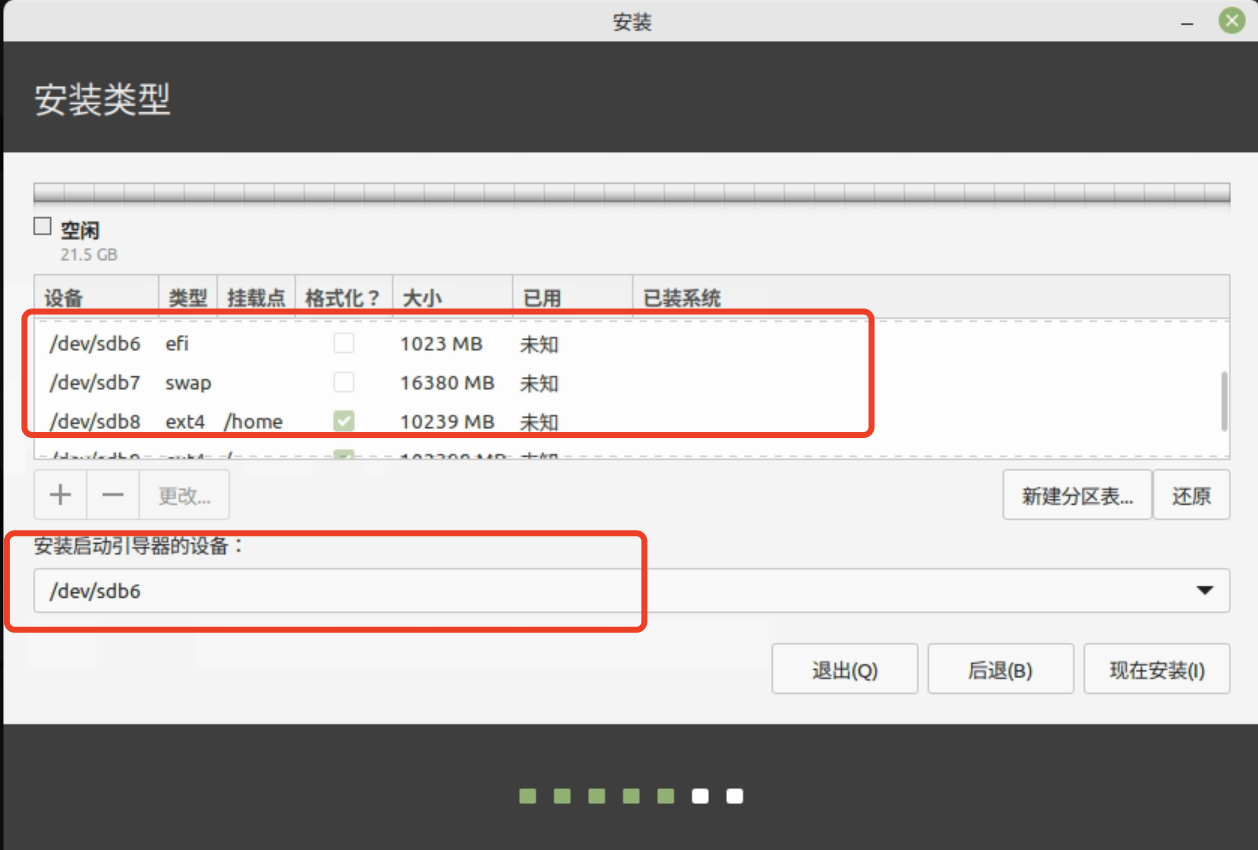 安装
安装类型
空闲
21.5 GB
设备 类型 挂载点 格式化？ 大小 已用 已装系统
/dev/sdb6 efi 1023 MB 未知
/dev/sdb7 swap 16380 MB 未知
/dev/sdb8 ext4 /home 10239 MB 未知
+ − 更改... 新建分区表... 还原
安装启动引导器的设备：
/dev/sdb6
退出(Q) 后退(B) 现在安装(I)